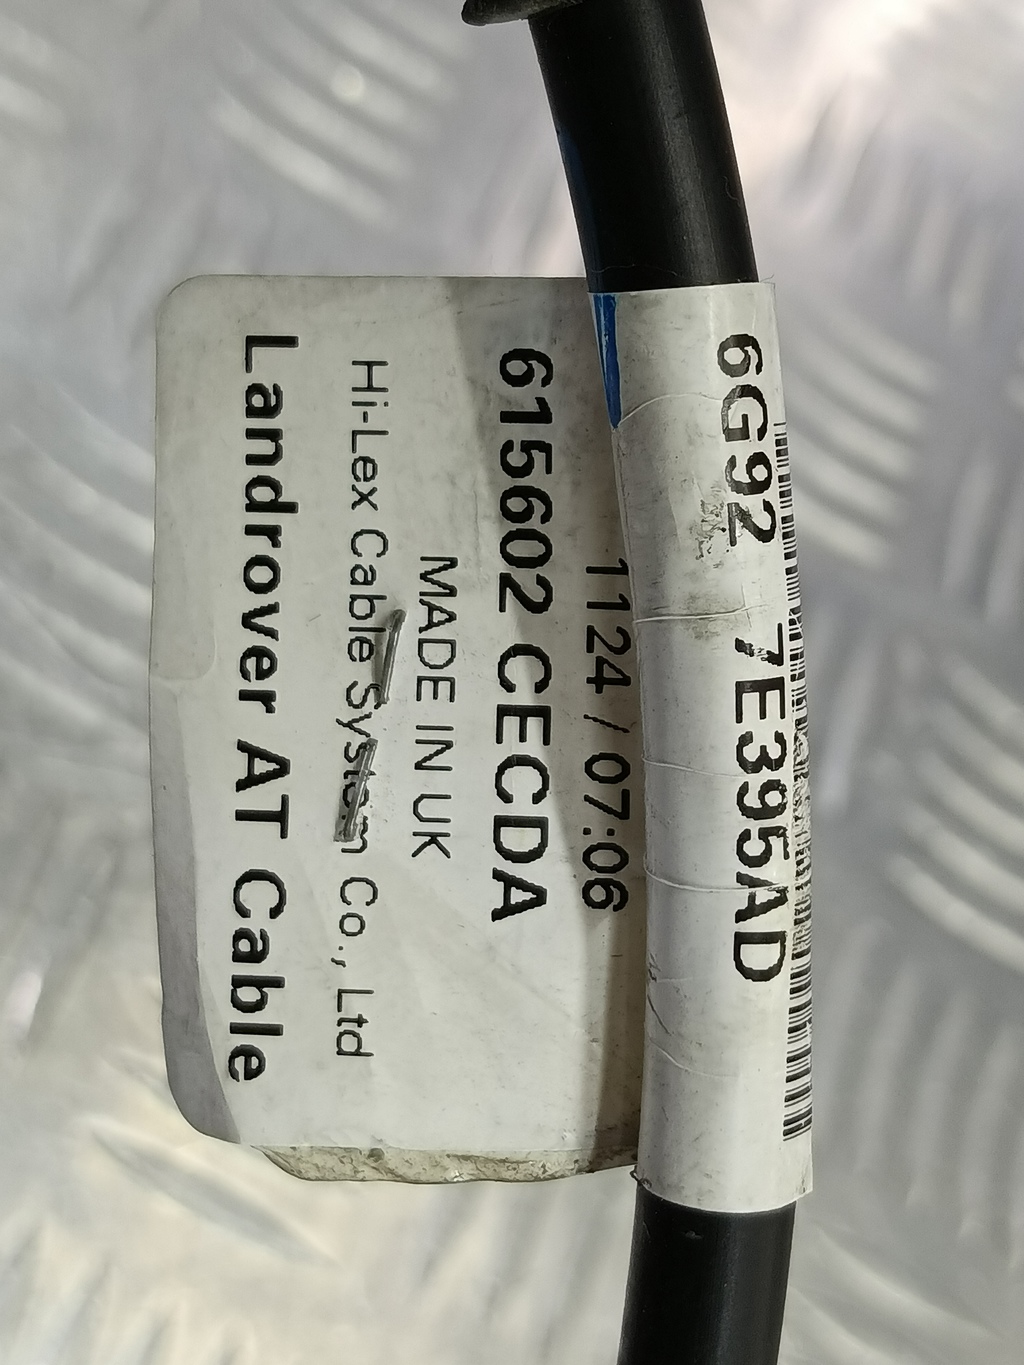 6G92 7E395AD
1124 / 07:06
615602 CECDA
MADE IN UK
Hi-Lex Cable System Co., Ltd
Landrover AT Cable